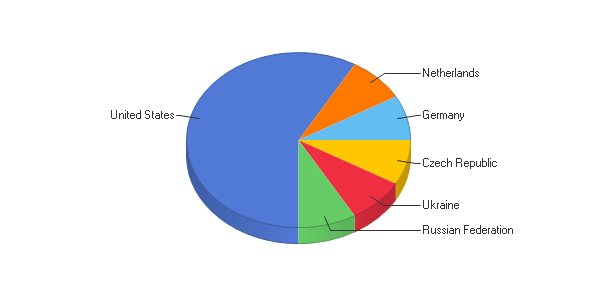 Netherlands
United States
Germany
Czech Republic
Ukraine
Russian Federation